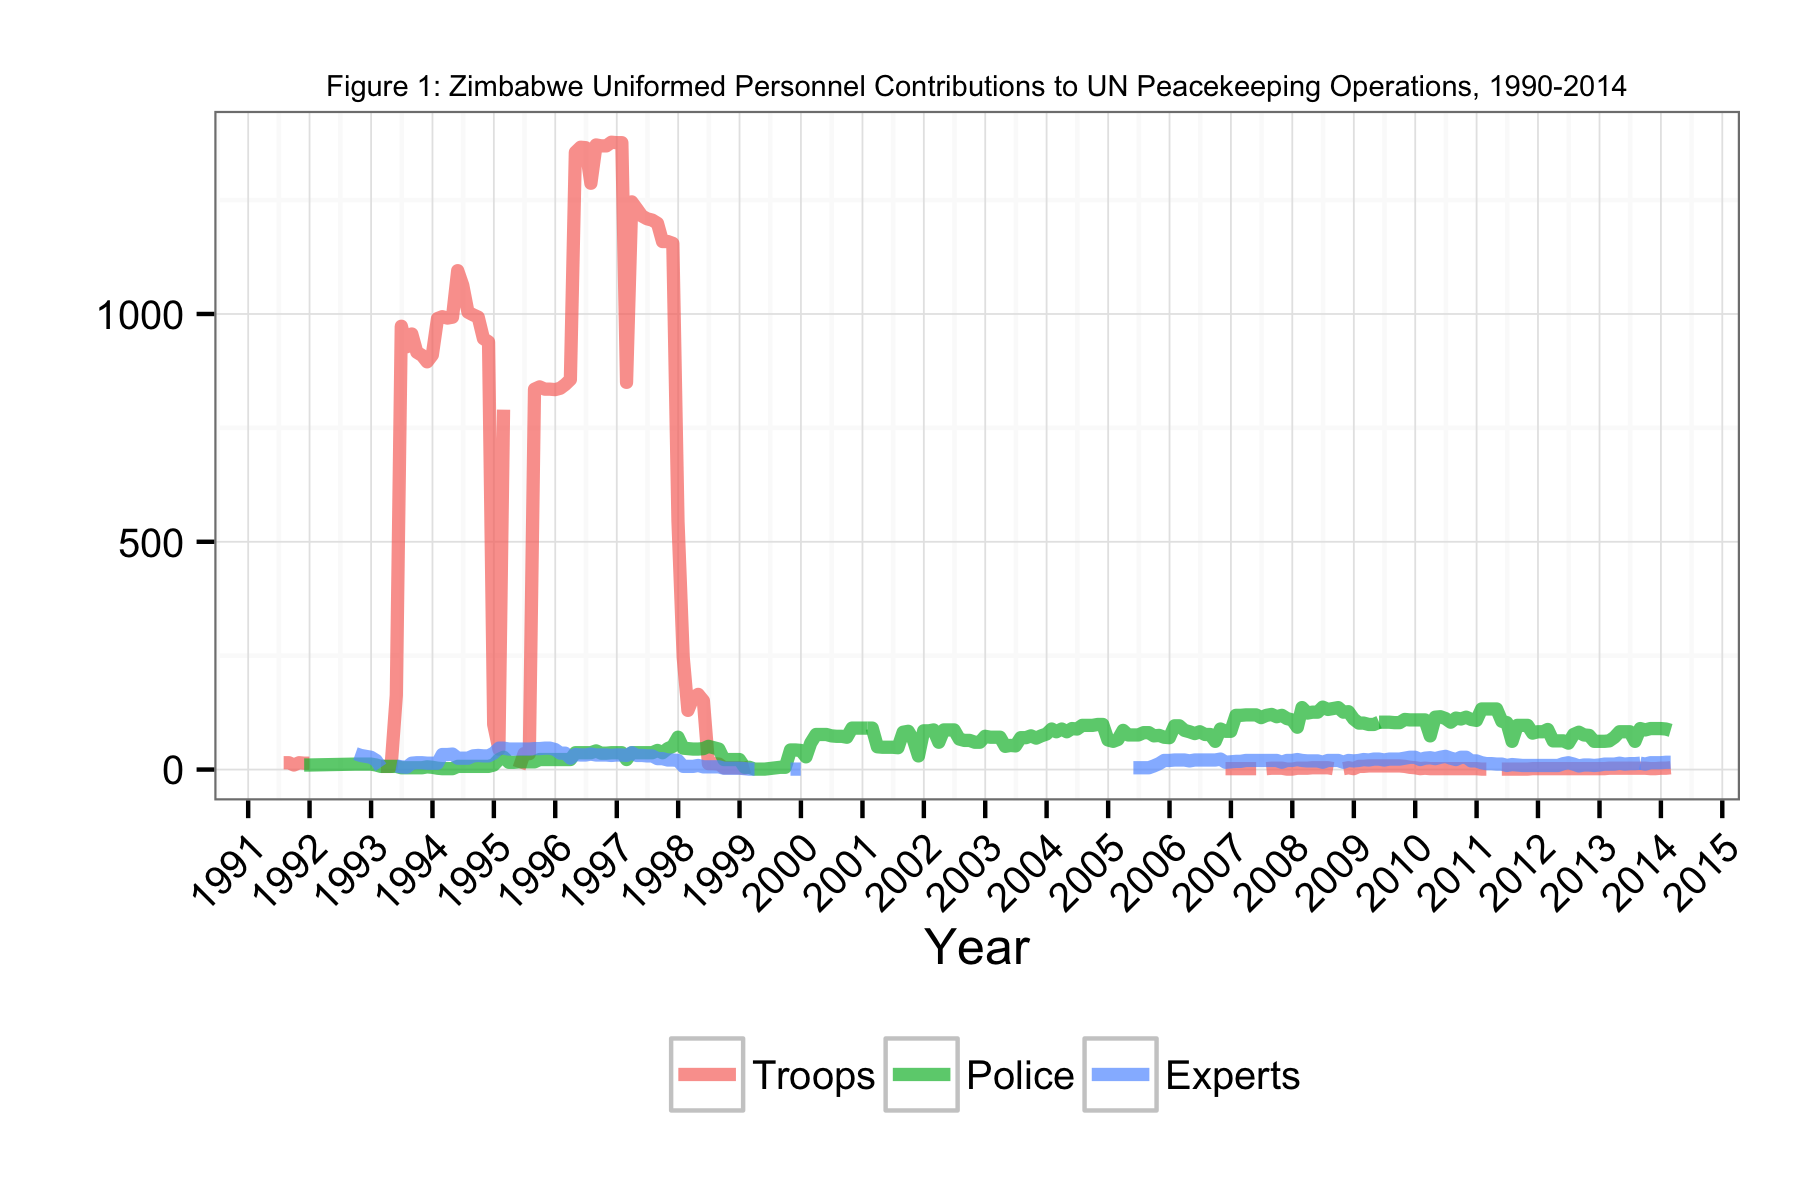 Figure 1: Zimbabwe Uniformed Personnel Contributions to UN Peacekeeping Operations, 1990-2014
1000
500
0
1991 1992 1993 1994 1995 1996 1997 1998 1999 2000 2001 2002 2003 2004 2005 2006 2007 2008 2009 2010 2011 2012 2013 2014 2015
Year
Troops Police Experts